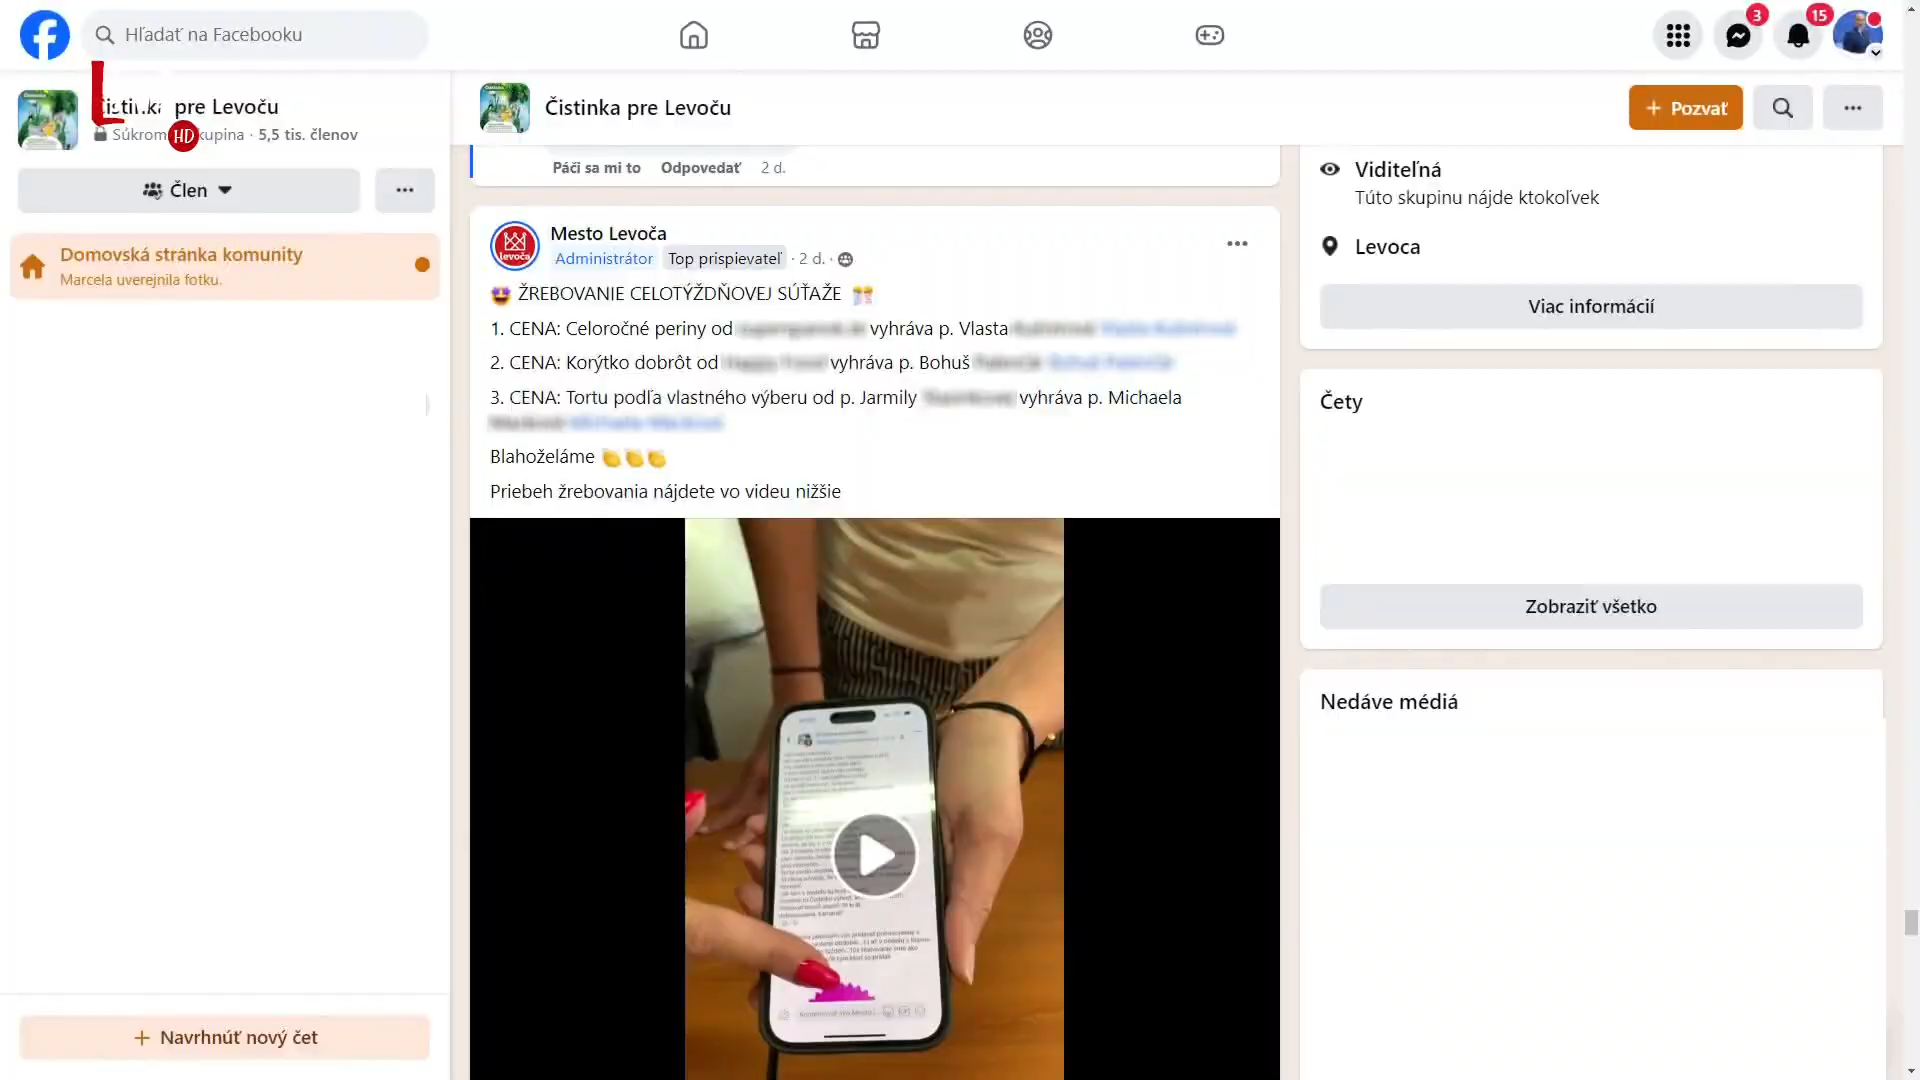 Hľadať na Facebooku
3
15
pre Levoču
HD
kupina · 5,5 tis. členov
Člen
Domovská stránka komunity
Marcela uverejnila fotku.
Navrhnúť nový čet
Čistinka pre Levoču
+ Pozvať
Páči sa mi to Odpovedať 2 d.
levoča
Mesto Levoča
Administrátor Top prispievateľ · 2 d. ·
ŽREBOVANIE CELOTÝŽDŇOVEJ SÚŤAŽE
1. CENA: Celoročné periny od vyhráva p. Vlasta
2. CENA: Korýtko dobrôt od vyhráva p. Bohuš
3. CENA: Tortu podľa vlastného výberu od p. Jarmily vyhráva p. Michaela
Blahoželáme
Priebeh žrebovania nájdete vo videu nižšie
Viditeľná
Túto skupinu nájde ktokoľvek
Levoca
Viac informácií
Čety
Zobraziť všetko
Nedáve médiá